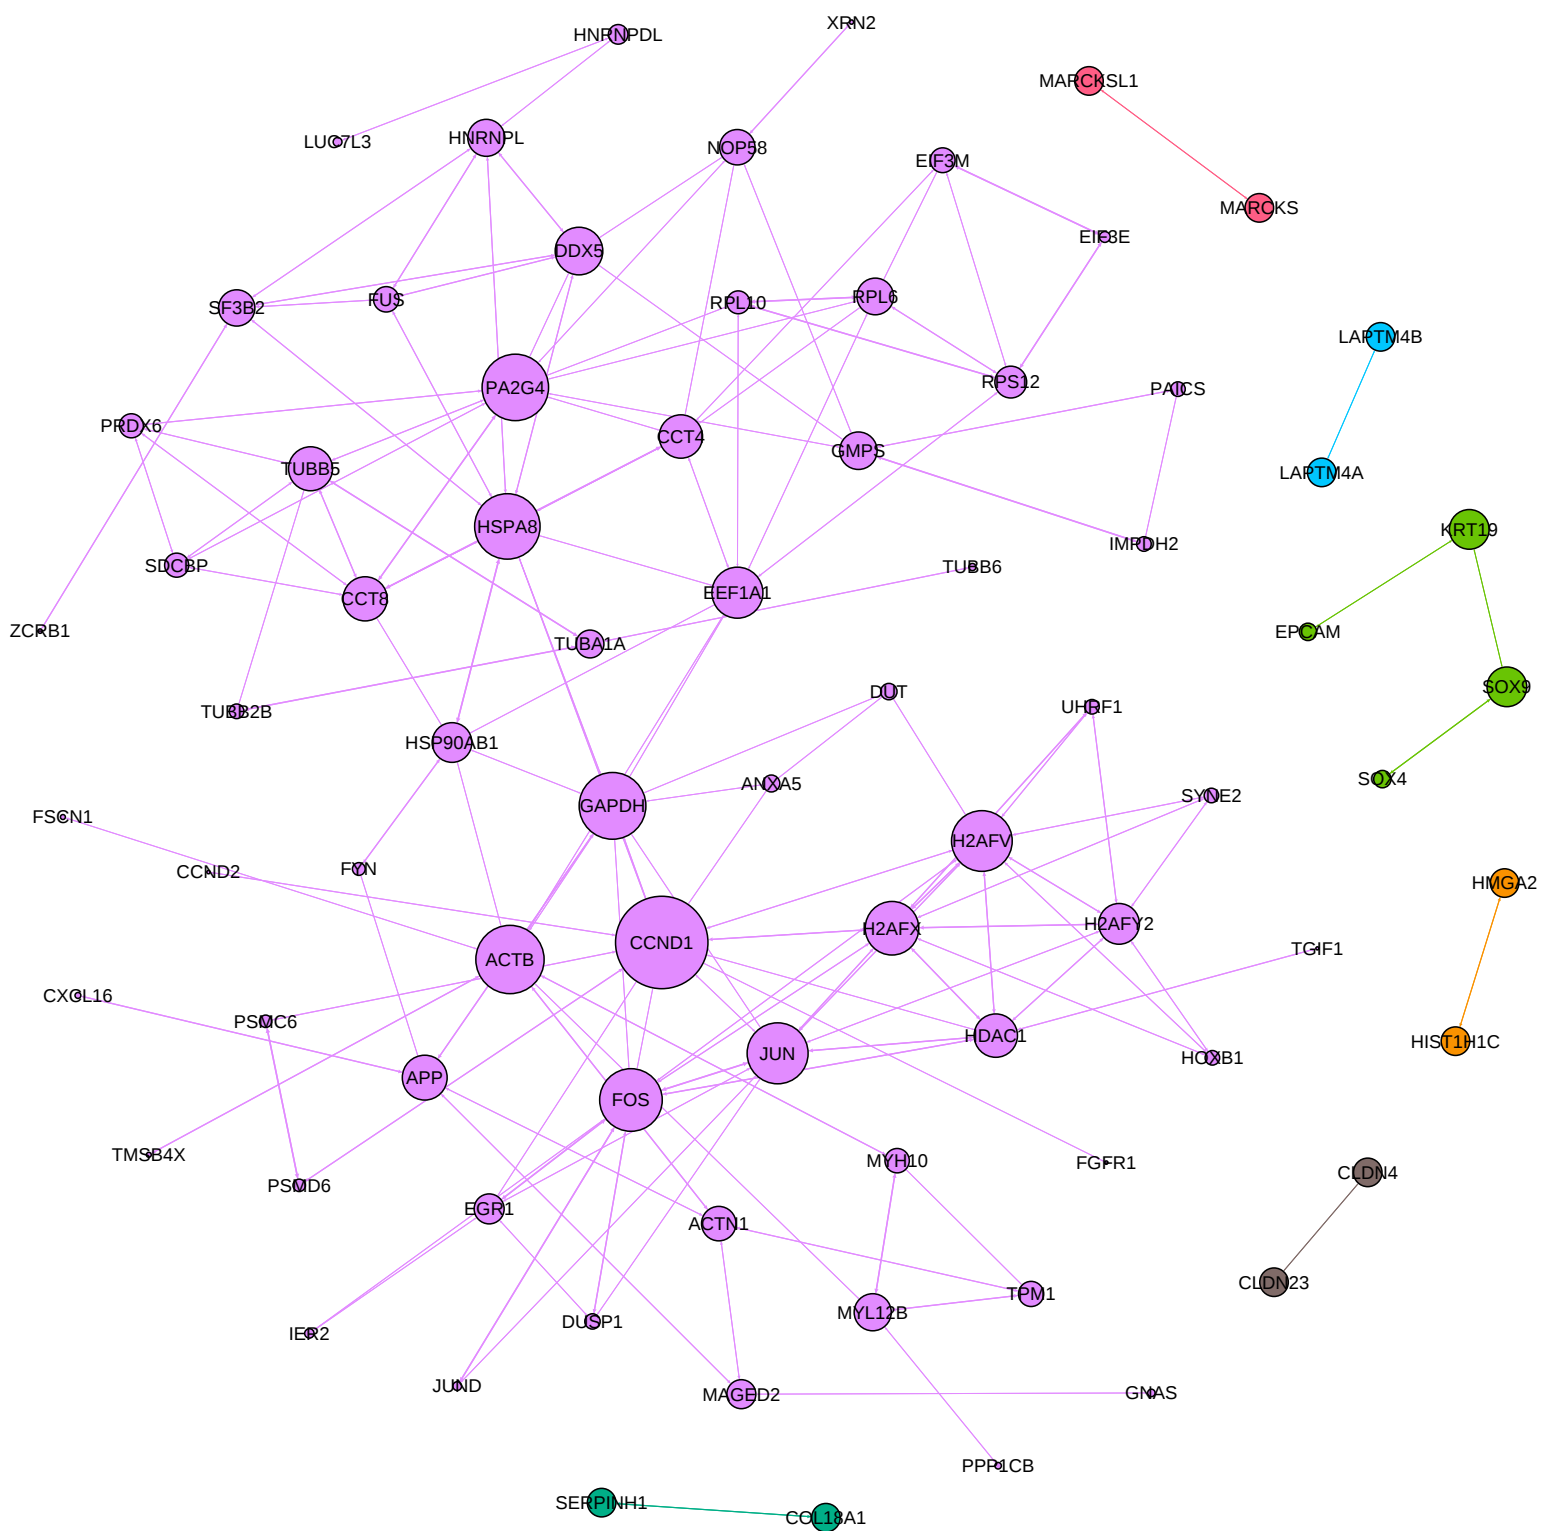 XRN2
HNRNPDL
MARCKSL1
LUC7L3
HNRNPL
NOP58
EIF3M
MARCKS
EIF3E
DDX5
SF3B2
FUS
RPL10
RPL6
LAPTM4B
PA2G4
RPS12
PAICS
PRDX6
CCT4
GMPS
TUBB5
LAPTM4A
HSPA8
KRT19
IMPDH2
SDCBP
TUBB6
CCT8
EEF1A1
ZCRB1
EPCAM
TUBA1A
SOX9
DUT
UHRF1
TUBB2B
HSP90AB1
SOX4
ANXA5
SYNE2
GAPDH
FSCN1
H2AFV
CCND2
FYN
HMGA2
H2AFX
H2AFY2
CCND1
TGIF1
ACTB
CXCL16
PSMC6
HDAC1
HIST1H1C
JUN
HOXB1
APP
FOS
TMSB4X
MYH10
FGFR1
CLDN4
PSMD6
EGR1
ACTN1
CLDN23
TPM1
MYL12B
DUSP1
IER2
JUND
MAGED2
GNAS
PPP1CB
SERPINH1
COL18A1